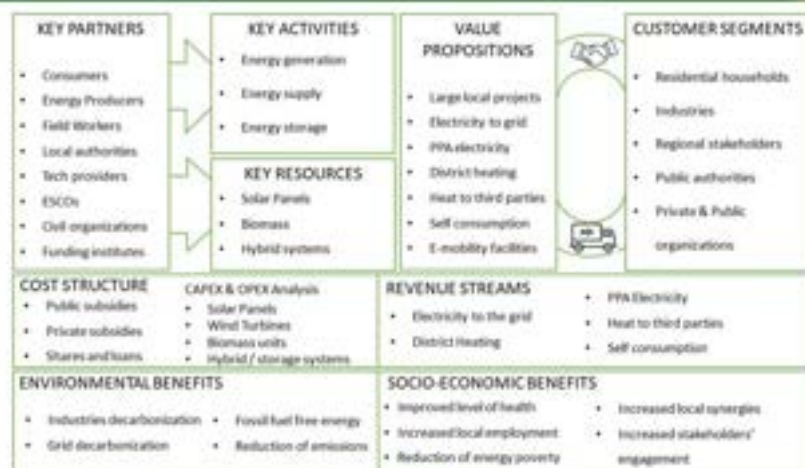 KEY PARTNERS
• Consumers
• Energy Producers
• Field Workers
• Local authorities
• Tech providers
• ESCOs
• Civil organizations
• Funding institutes
KEY ACTIVITIES
• Energy generation
• Energy supply
• Energy storage
KEY RESOURCES
• Solar Panels
• Biomass
• Hybrid systems
VALUE
PROPOSITIONS
• Large local projects
• Electricity to grid
• PPA electricity
• District heating
• Heat to third parties
• Self consumption
• E-mobility facilities
CUSTOMER SEGMENTS
• Residential households
• Industries
• Regional stakeholders
• Public authorities
• Private & Public
organizations
COST STRUCTURE
• Public subsidies
• Private subsidies
• Shares and loans
CAPEX & OPEX Analysis
• Solar Panels
• Wind Turbines
• Biomass units
• Hybrid / storage systems
REVENUE STREAMS
• Electricity to the grid
• District Heating
• PPA Electricity
• Heat to third parties
• Self consumption
ENVIRONMENTAL BENEFITS
• Industries decarbonization
• Grid decarbonization
• Fossil fuel free energy
• Reduction of emissions
SOCIO-ECONOMIC BENEFITS
• Improved level of health
• Increased local employment
• Reduction of energy poverty
• Increased local synergies
• Increased stakeholders'
engagement